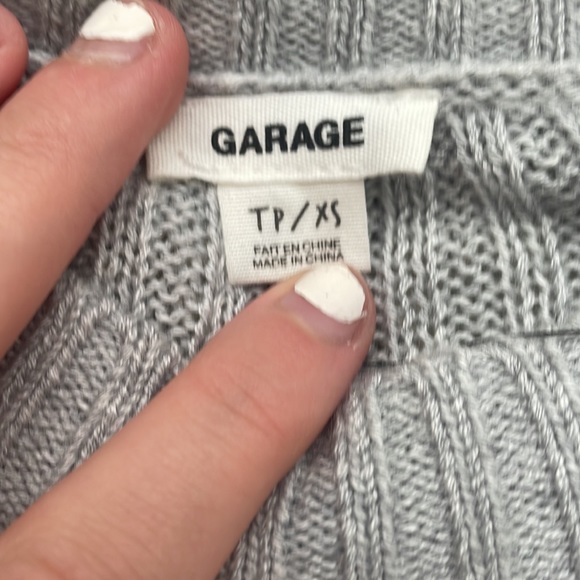 GARAGE
TP/XS
FAIT EN CHINE
MADE IN CHINA